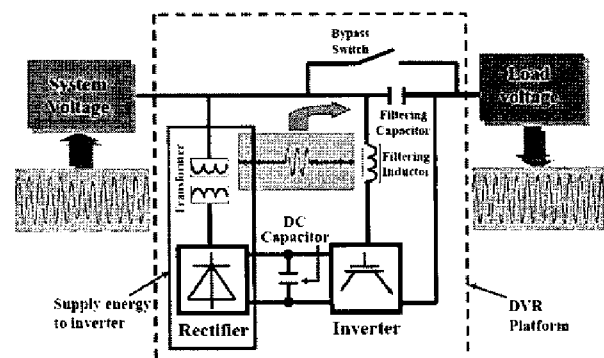 Bypass
Switch
System
Voltage
Load
voltage
Filtering
Capacitor
Transformer
Filtering
Inductor
DC
Capacitor
Supply energy
to inverter
Rectifier
Inverter
DVR
Platform